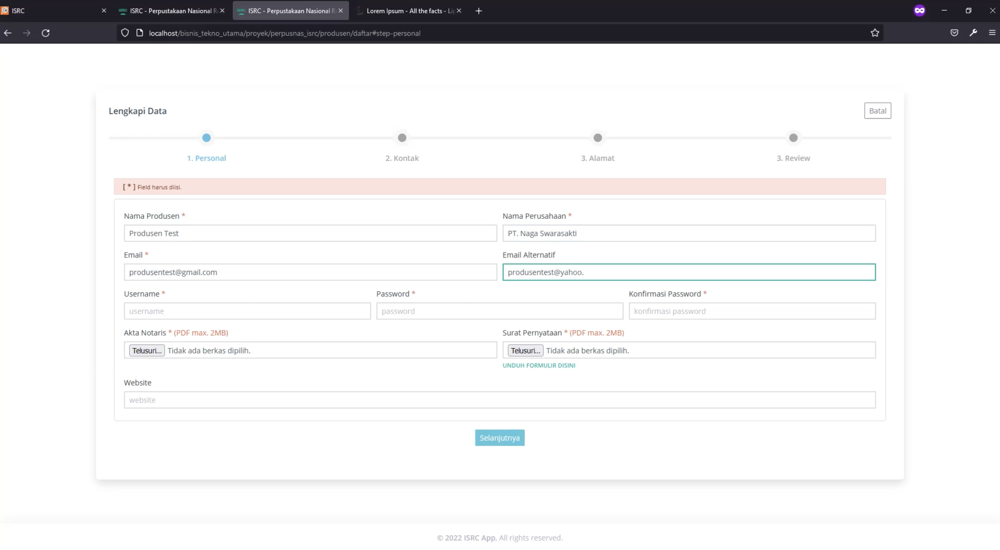 ISRC
ISRC - Perpustakaan Nasional R
ISRC - Perpustakaan Nasional R
Lorem Ipsum - All the facts - Lip
localhost/bisnis_tekno_utama/proyek/perpusnas_isrc/produsen/daftar#step-personal
Lengkapi Data
Batal
1. Personal
2. Kontak
3. Alamat
3. Review
[ * ] Field harus diisi.
Nama Produsen *
Nama Perusahaan *
Produsen Test
PT. Naga Swarasakti
Email *
Email Alternatif
produsentest@gmail.com
produsentest@yahoo.
Username *
Password *
Konfirmasi Password *
username
password
konfirmasi password
Akta Notaris * (PDF max. 2MB)
Surat Pernyataan * (PDF max. 2MB)
Telusuri... Tidak ada berkas dipilih.
Telusuri... Tidak ada berkas dipilih.
UNDUH FORMULIR DISINI
Website
website
Selanjutnya
© 2022 ISRC App, All rights reserved.